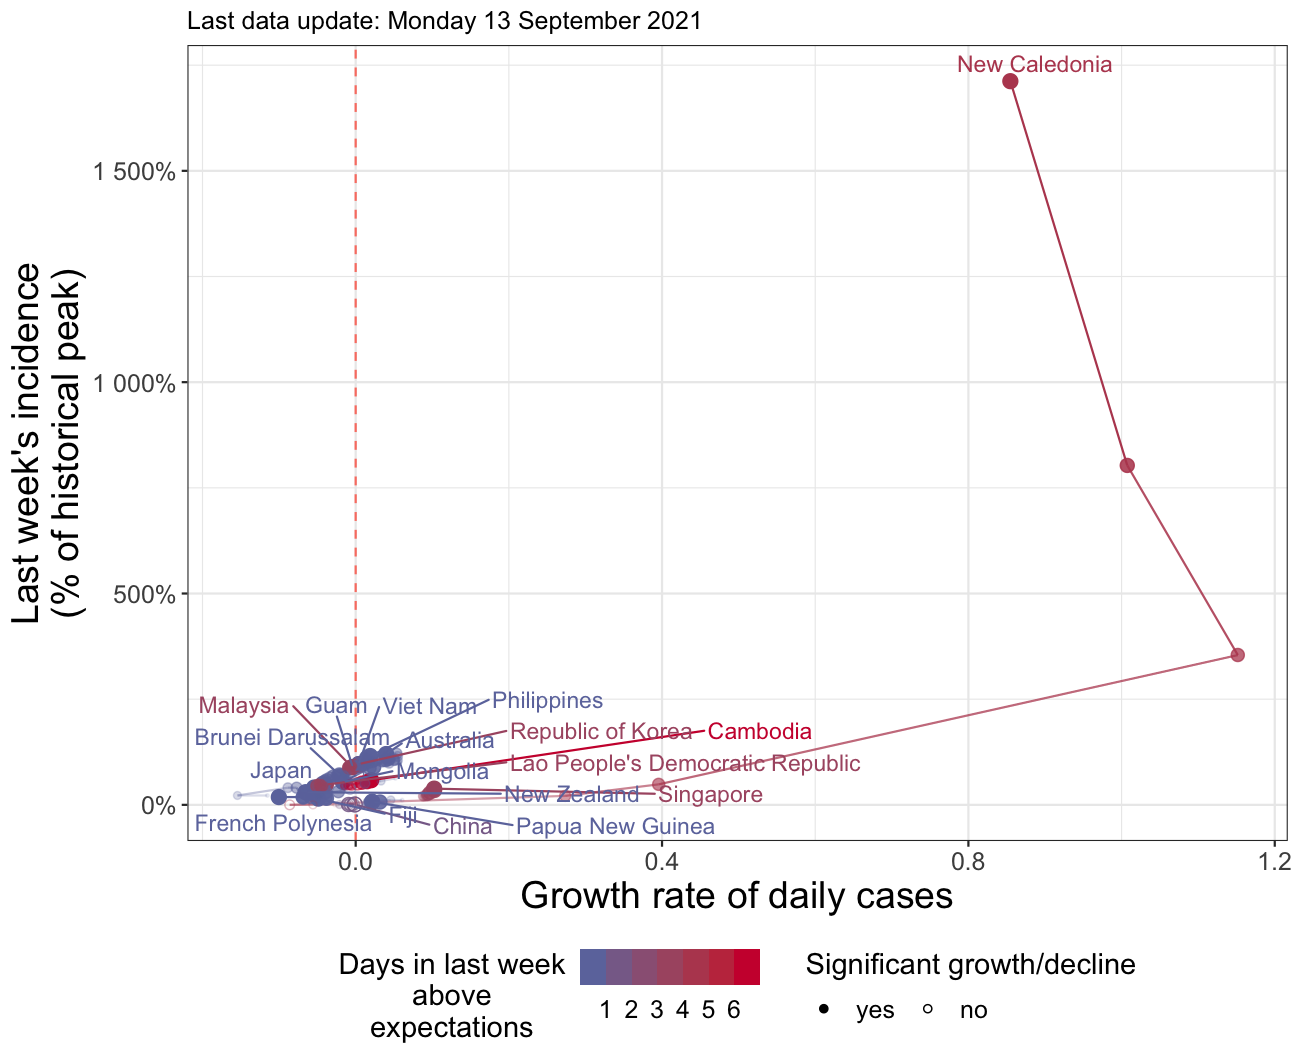 Last data update: Monday 13 September 2021
New Caledonia
1 500%
1 000%
500%
0%
Last week's incidence
(% of historical peak)
Malaysia
Guam
Viet Nam
Philippines
Brunei Darussalam
Australia
Republic of Korea
Cambodia
Japan
Mongolia
Lao People's Democratic Republic
New Zealand
Singapore
French Polynesia
Fiji
China
Papua New Guinea
0.0
0.4
0.8
1.2
Growth rate of daily cases
Days in last week
above
expectations
1 2 3 4 5 6
Significant growth/decline
yes
no